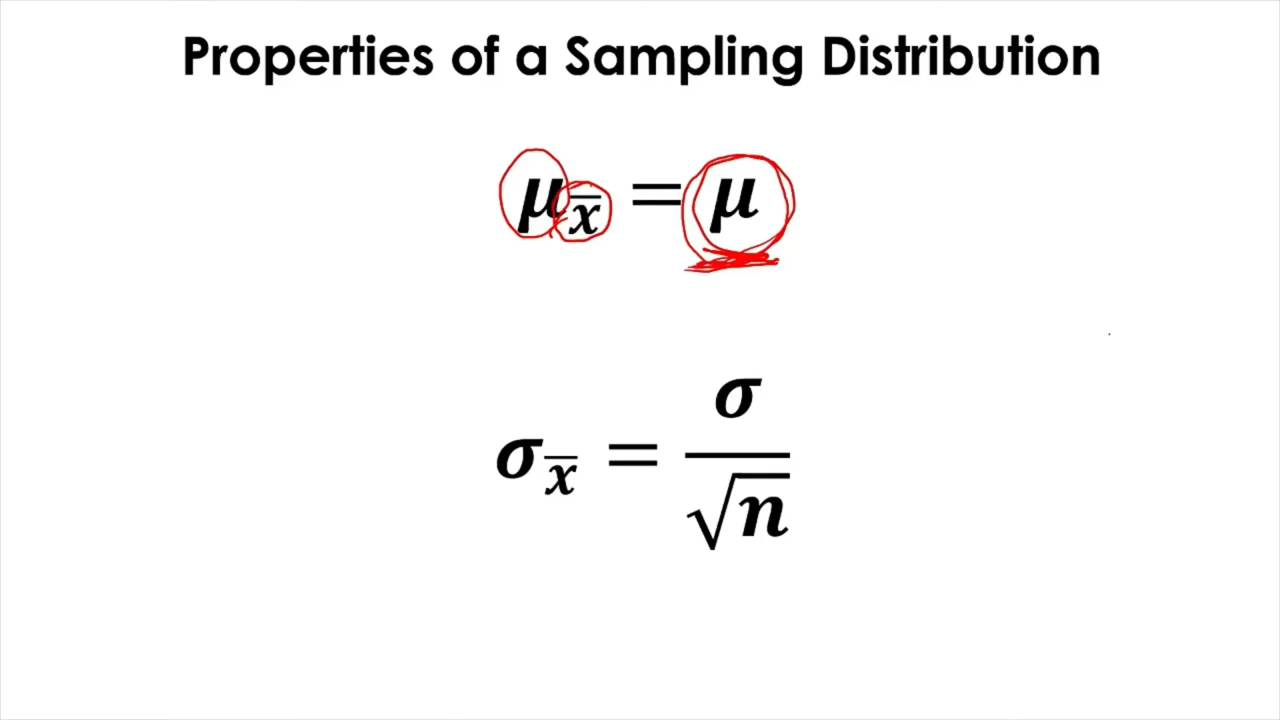 Properties of a Sampling Distribution
μx̅ = μ
σx̅ = σ/√n